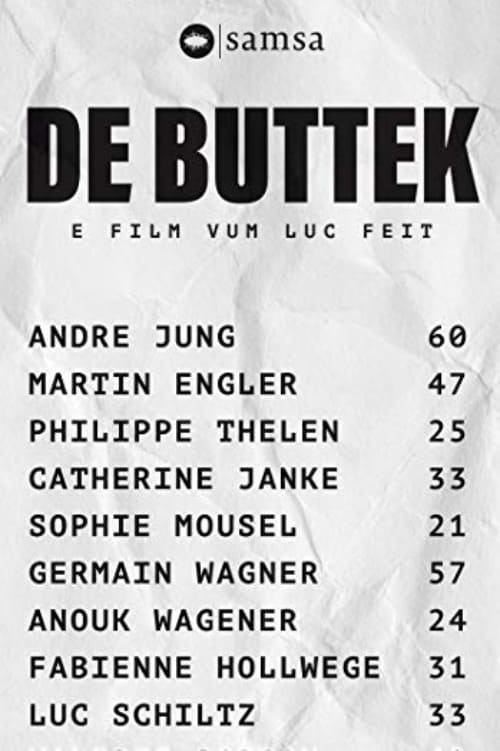 samsa
DE BUTTEK
E FILM VUM LUC FEIT
ANDRE JUNG 60
MARTIN ENGLER 47
PHILIPPE THELEN 25
CATHERINE JANKE 33
SOPHIE MOUSEL 21
GERMAIN WAGNER 57
ANOUK WAGENER 24
FABIENNE HOLLWEGE 31
LUC SCHILTZ 33